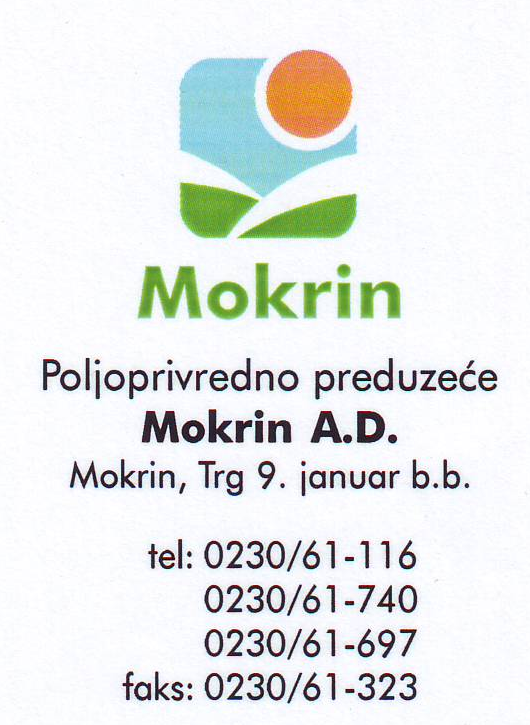 Mokrin
Poljoprivredno preduzeće
Mokrin A.D.
Mokrin, Trg 9. januar b.b.
tel: 0230/61-116
0230/61-740
0230/61-697
faks: 0230/61-323